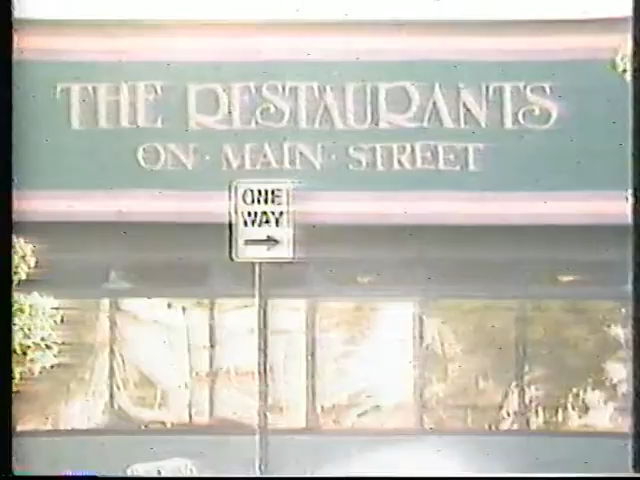 THE RESTAURANTS
ON · MAIN · STREET
ONE
WAY